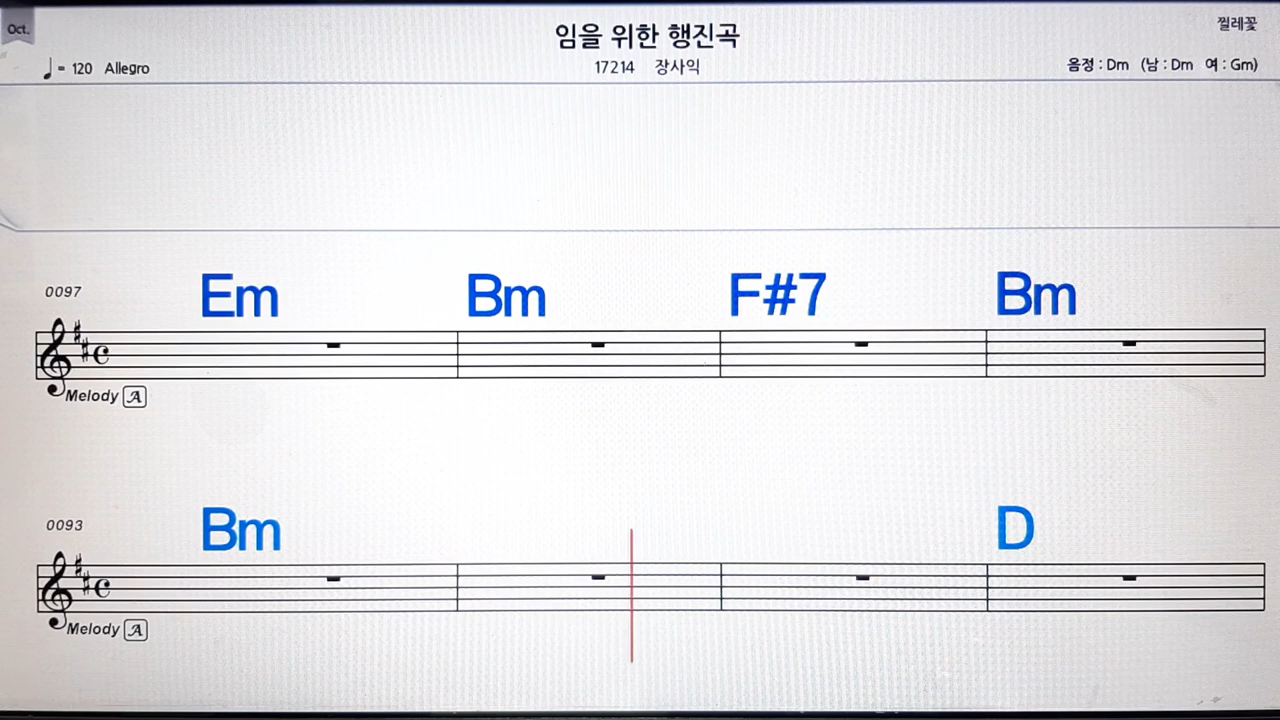 Oct.
임을 위한 행진곡
찔레꽃
♩= 120 Allegro
17214 장사익
음정 : Dm (남 : Dm 여 : Gm)
0097
Em Bm F#7 Bm
Melody A
0093
Bm D
Melody A